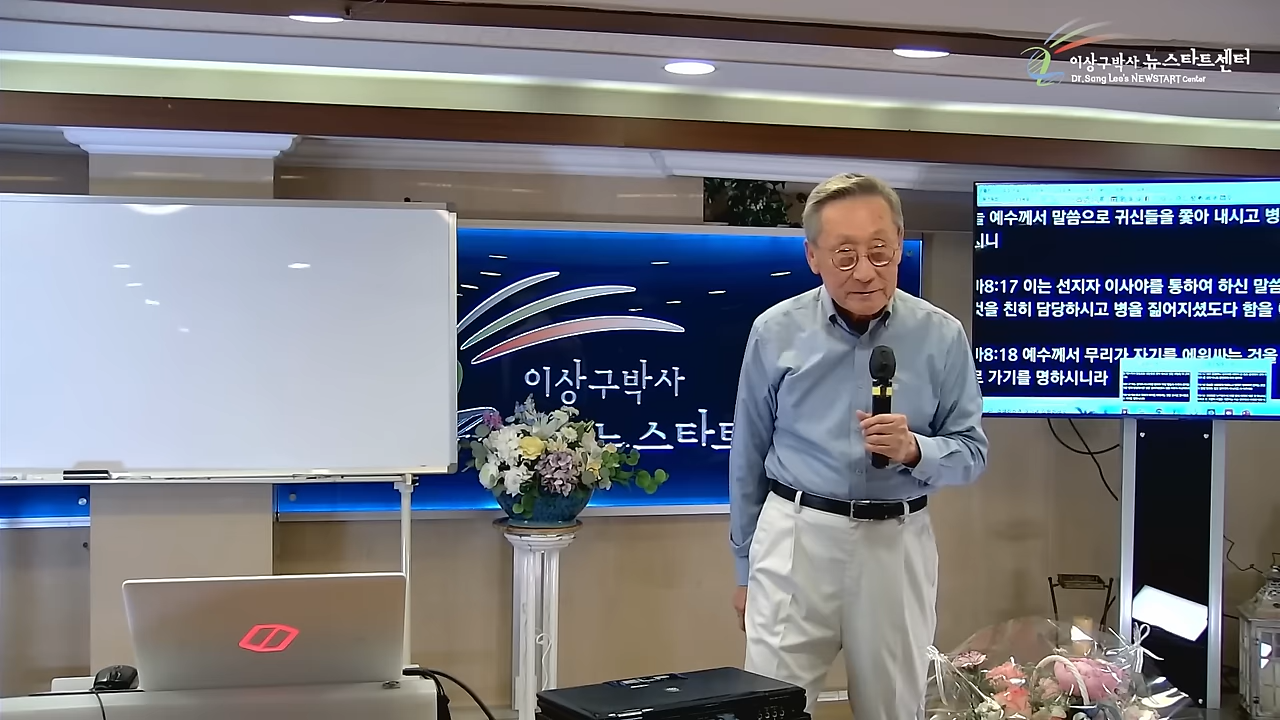 이상구박사 뉴스타트센터
Dr.Sang Lee's NEWSTART Center
예수께서 말씀으로 귀신들을 쫓아 내시고
시니
8:17 이는 선지자 이사야를 통하여 하신
것을 친히 담당하시고 병을 짊어지셨도다 함을
8:18 예수께서 무리가 자기를 에워싸는 것을
가기를 명하시니라
이상구박사
뉴스타트